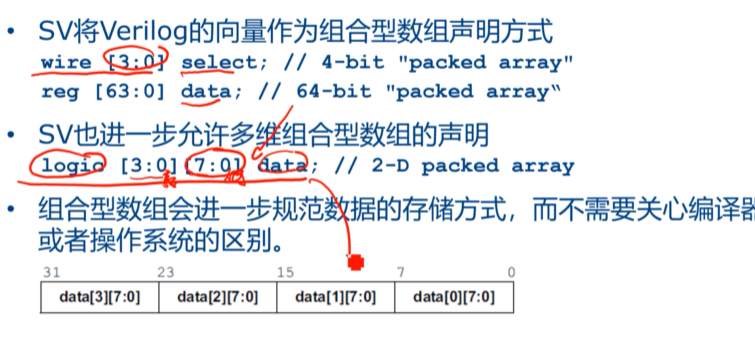 • SV将Verilog的向量作为组合型数组声明方式
wire [3:0] select; // 4-bit "packed array"
reg [63:0] data; // 64-bit "packed array“
• SV也进一步允许多维组合型数组的声明
logic [3:0][7:0] data; // 2-D packed array
• 组合型数组会进一步规范数据的存储方式，而不需要关心编译器
或者操作系统的区别。
31 23 15 7 0
data[3][7:0] data[2][7:0] data[1][7:0] data[0][7:0]